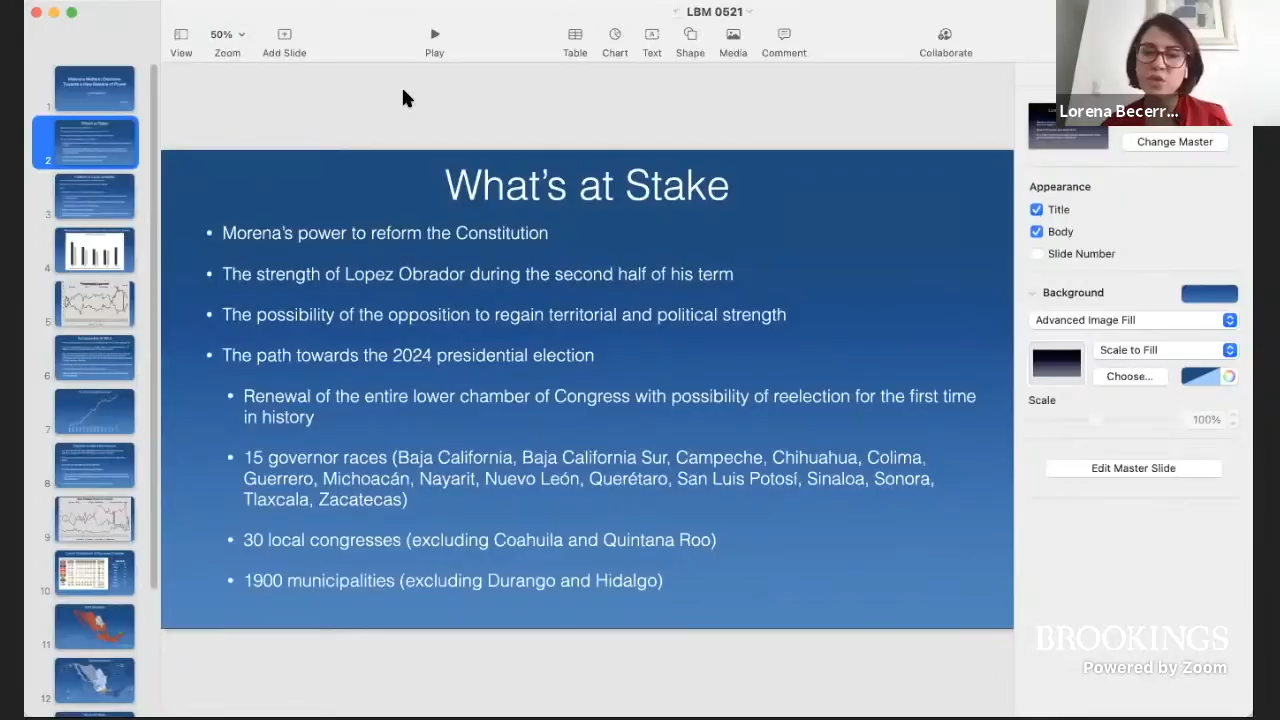 LBM 0521
View
50%
Zoom
Add Slide
Play
Table
Chart
Text
Shape
Media
Comment
Collaborate
Lorena Becerr...
1
2
3
4
5
6
7
8
9
10
11
12
What's at Stake
• Morena's power to reform the Constitution
• The strength of Lopez Obrador during the second half of his term
• The possibility of the opposition to regain territorial and political strength
• The path towards the 2024 presidential election
• Renewal of the entire lower chamber of Congress with possibility of reelection for the first time
in history
• 15 governor races (Baja California, Baja California Sur, Campeche, Chihuahua, Colima,
Guerrero, Michoacán, Nayarit, Nuevo León, Querétaro, San Luis Potosí, Sinaloa, Sonora,
Tlaxcala, Zacatecas)
• 30 local congresses (excluding Coahuila and Quintana Roo)
• 1900 municipalities (excluding Durango and Hidalgo)
Change Master
Appearance
Title
Body
Slide Number
Background
Advanced Image Fill
Scale to Fill
Choose...
Scale
100%
Edit Master Slide
BROOKINGS
Powered by Zoom